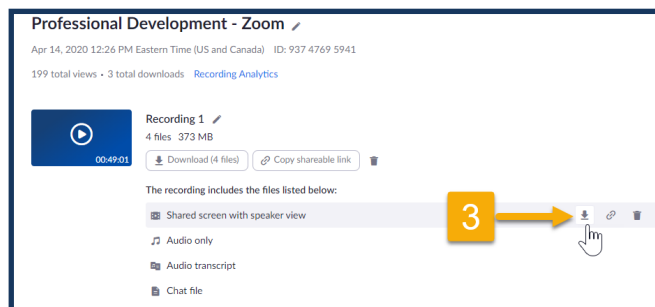 Professional Development - Zoom
Apr 14, 2020 12:26 PM Eastern Time (US and Canada) ID: 937 4769 5941
199 total views • 3 total downloads Recording Analytics
Recording 1
4 files 373 MB
00:49:01
Download (4 files) Copy shareable link
The recording includes the files listed below:
Shared screen with speaker view
3
Audio only
Audio transcript
Chat file